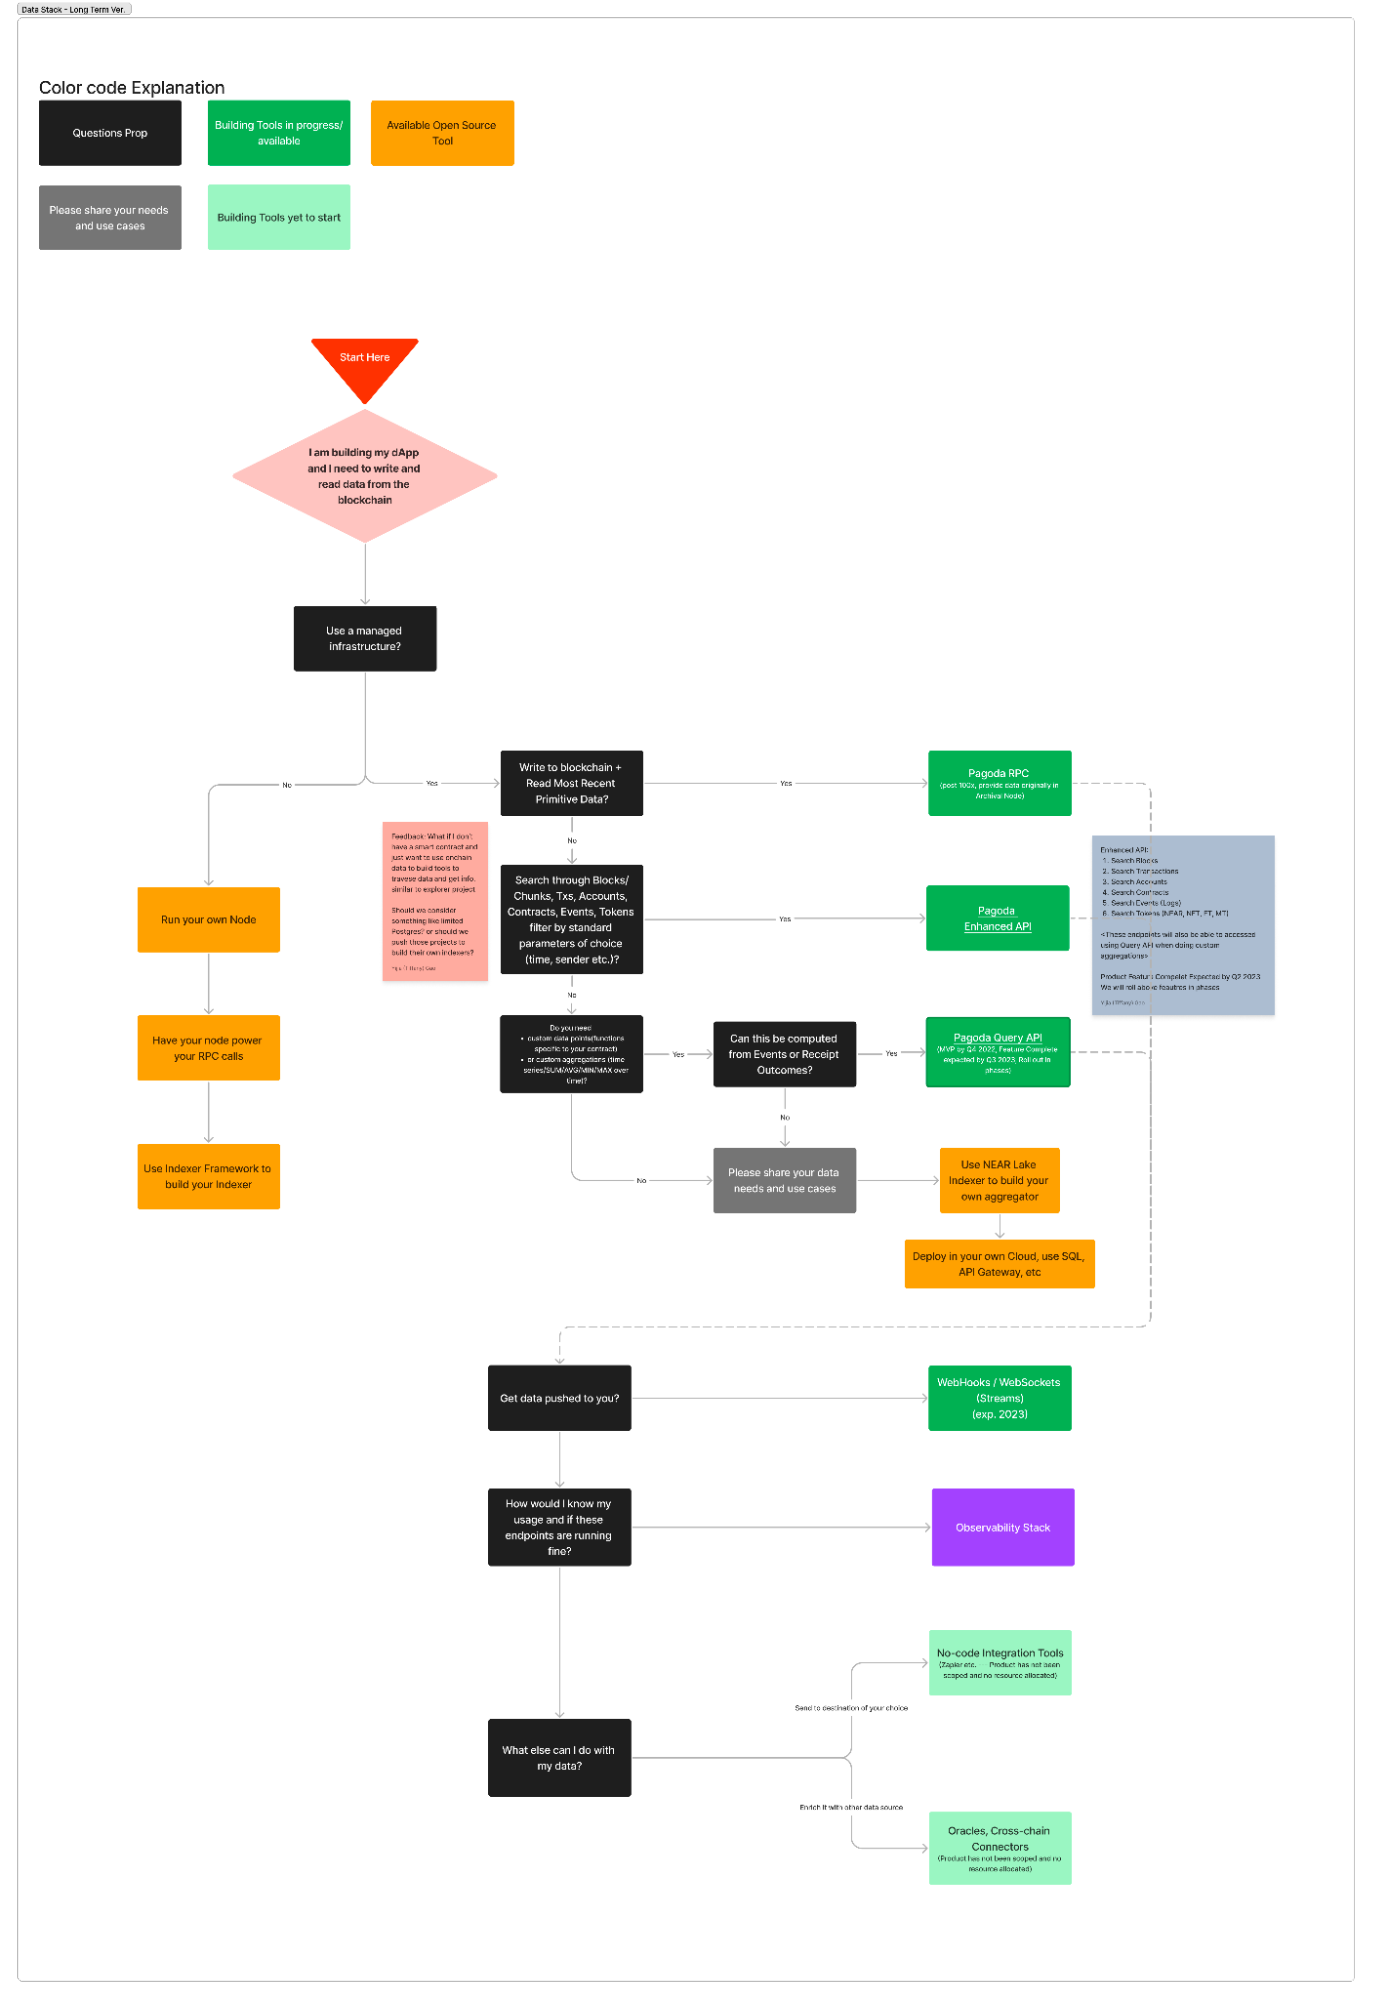 Data Stack - Long Term Ver.
Color code Explanation
Questions Prop
Building Tools in progress/
available
Available Open Source
Tool
Please share your needs
and use cases
Building Tools yet to start
Start Here
I am building my dApp
and I need to write and
read data from the
blockchain
Use a managed
infrastructure?
No
Yes
Write to blockchain +
Read Most Recent
Primitive Data?
Yes
Pagoda RPC
(post 100x, provide data originally in
Archival Node)
No
Feedback: What if I don't
have a smart contract and
just want to use onchain
data to build tools to
travese data and get info.
similar to explorer project
Should we consider
something like limited
Postgres? or should we
push those projects to
build their own indexers?
Search through Blocks/
Chunks, Txs, Accounts,
Contracts, Events, Tokens
filter by standard
parameters of choice
(time, sender etc.)?
Yes
Pagoda
Enhanced API
Enhanced API:
1. Search Blocks
2. Search Transactions
3. Search Accounts
4. Search Contracts
5. Search Events (Logs)
6. Search Tokens (NEAR, NFT, FT, MT)
<These endpoints will also be able to accessed
using Query API when doing custom
aggregations>
Product Feature Compelet Expected by Q2 2023
We will roll above feautres in phases
Run your own Node
No
Have your node power
your RPC calls
Do you need
• custom data points(functions
specific to your contract)
• or custom aggregations (time
series/SUM/AVG/MIN/MAX over
time)?
Yes
Can this be computed
from Events or Receipt
Outcomes?
Yes
Pagoda Query API
(MVP by Q4 2022, Feature Complete
expected by Q3 2023, Roll out in
phases)
No
Use Indexer Framework to
build your Indexer
No
Please share your data
needs and use cases
Use NEAR Lake
Indexer to build your
own aggregator
Deploy in your own Cloud, use SQL,
API Gateway, etc
Get data pushed to you?
WebHooks / WebSockets
(Streams)
(exp. 2023)
How would I know my
usage and if these
endpoints are running
fine?
Observability Stack
No-code Integration Tools
(Zapier etc. Product has not been
scoped and no resource allocated)
Send to destination of your choice
What else can I do with
my data?
Enrich it with other data source
Oracles, Cross-chain
Connectors
(Product has not been scoped and no
resource allocated)